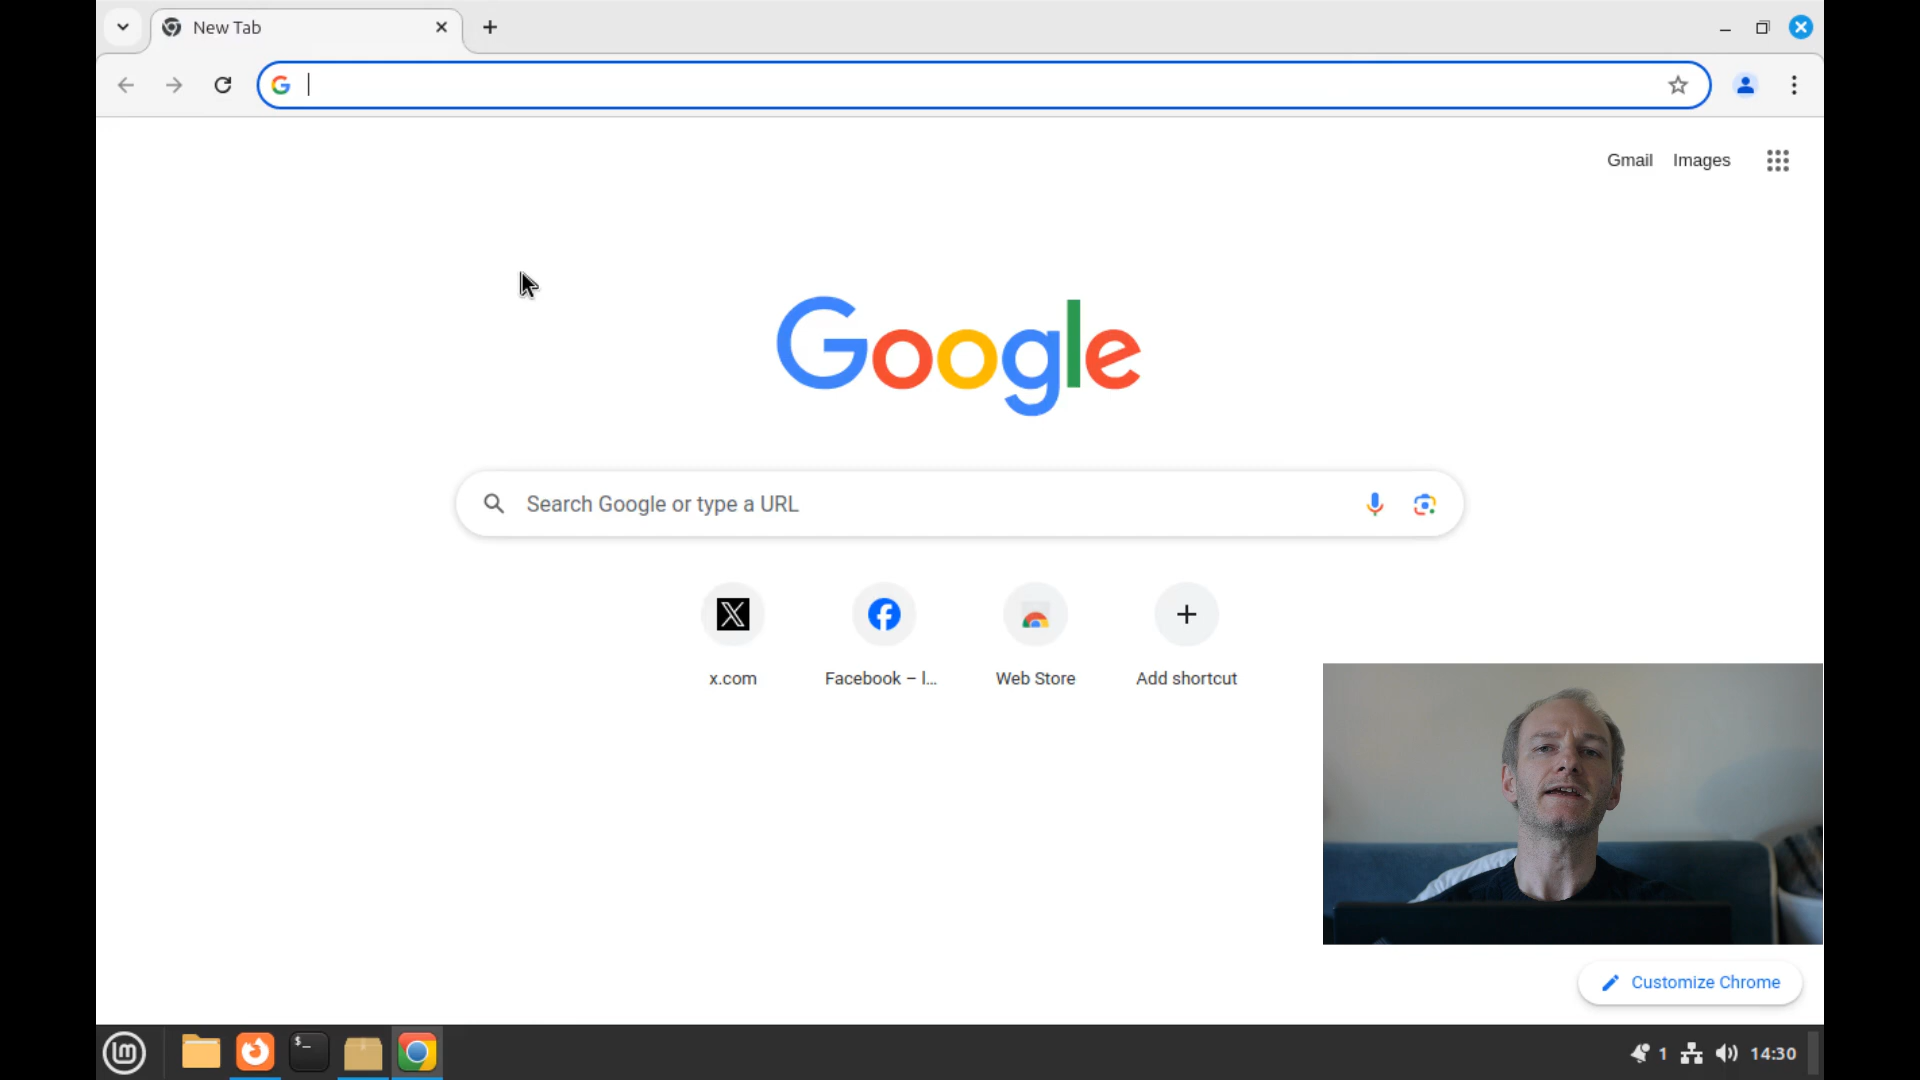 New Tab
Gmail Images
Google
Search Google or type a URL
x.com Facebook – l... Web Store Add shortcut
Customize Chrome
$_
1 14:30